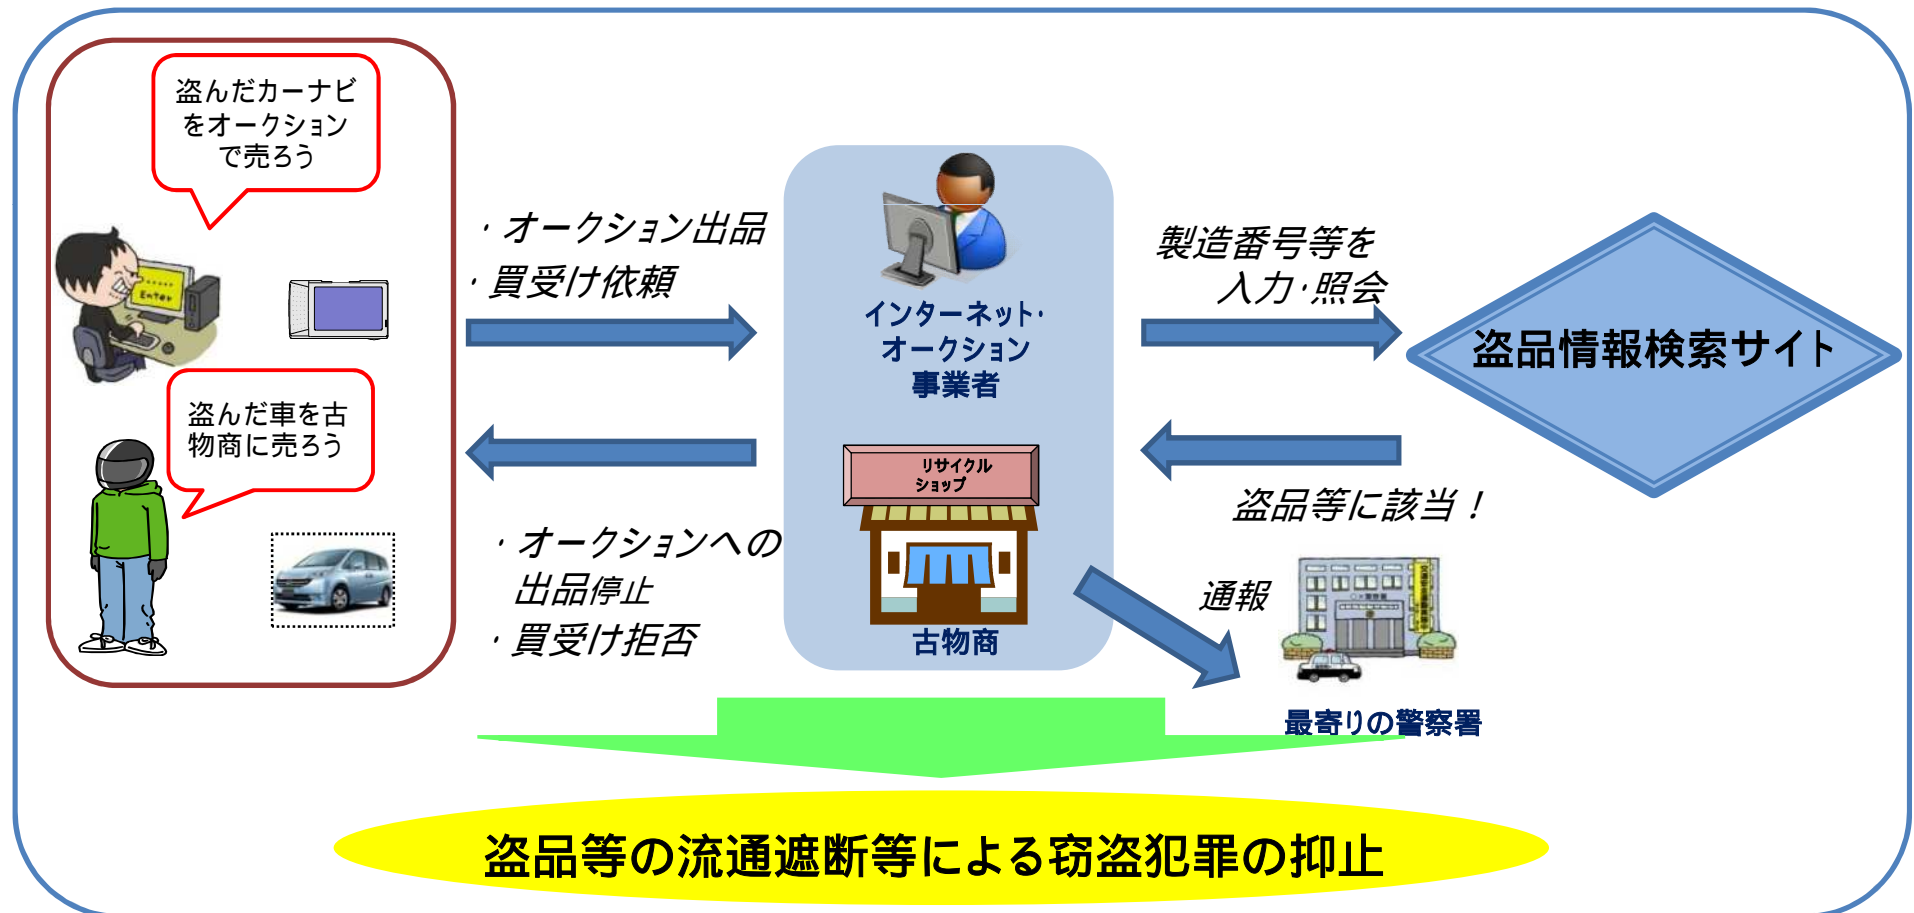 盗んだカーナビ
をオークション
で売ろう
Enter
盗んだ車を古
物商に売ろう
・オークション出品
・買受け依頼
・オークションへの
出品停止
・買受け拒否
インターネット・
オークション
事業者
リサイクル
ショップ
古物商
製造番号等を
入力・照会
盗品情報検索サイト
盗品等に該当！
通報
最寄りの警察署
盗品等の流通遮断等による窃盗犯罪の抑止